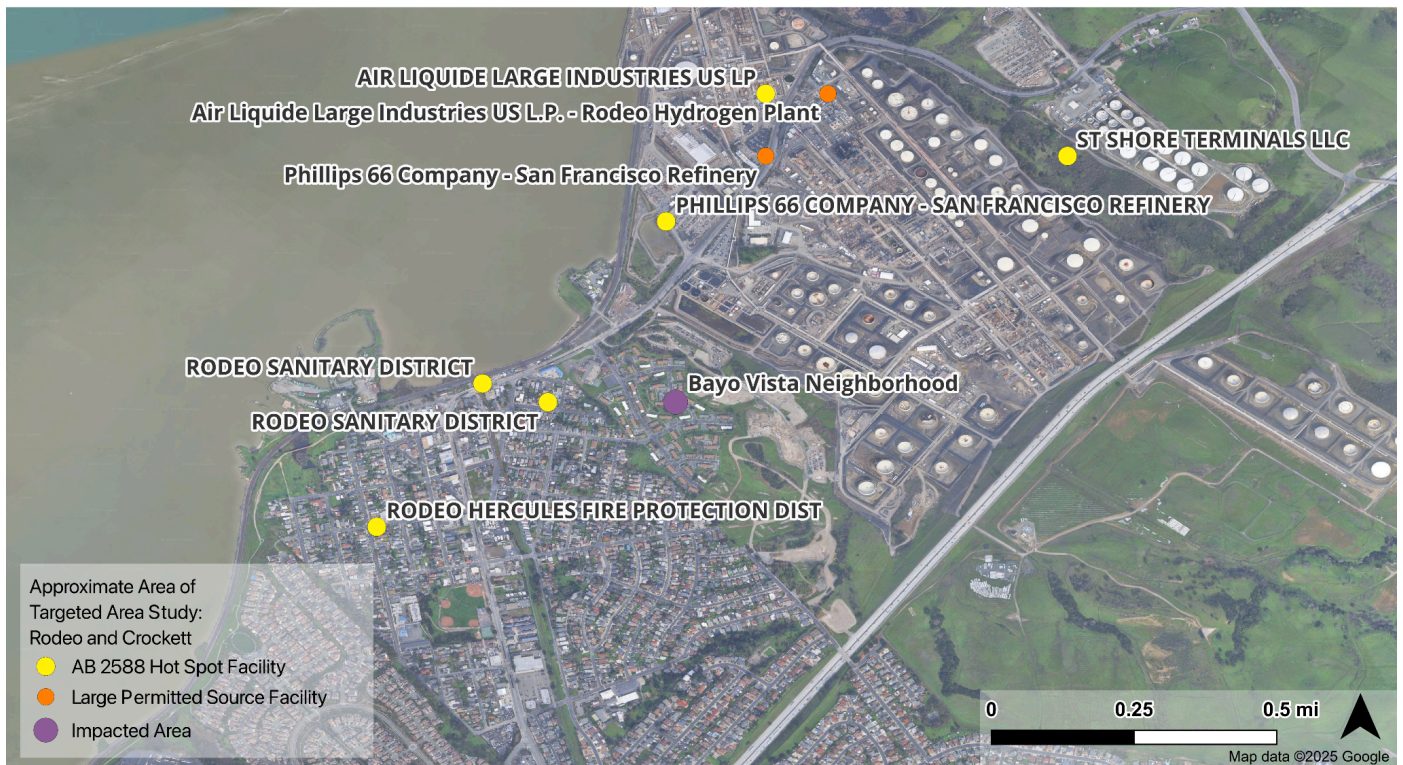 AIR LIQUIDE LARGE INDUSTRIES US LP
Air Liquide Large Industries US L.P. - Rodeo Hydrogen Plant
ST SHORE TERMINALS LLC
Phillips 66 Company - San Francisco Refinery
PHILLIPS 66 COMPANY - SAN FRANCISCO REFINERY
RODEO SANITARY DISTRICT
Bayo Vista Neighborhood
RODEO SANITARY DISTRICT
RODEO HERCULES FIRE PROTECTION DIST
Approximate Area of
Targeted Area Study:
Rodeo and Crockett
AB 2588 Hot Spot Facility
Large Permitted Source Facility
Impacted Area
0 0.25 0.5 mi
Map data ©2025 Google